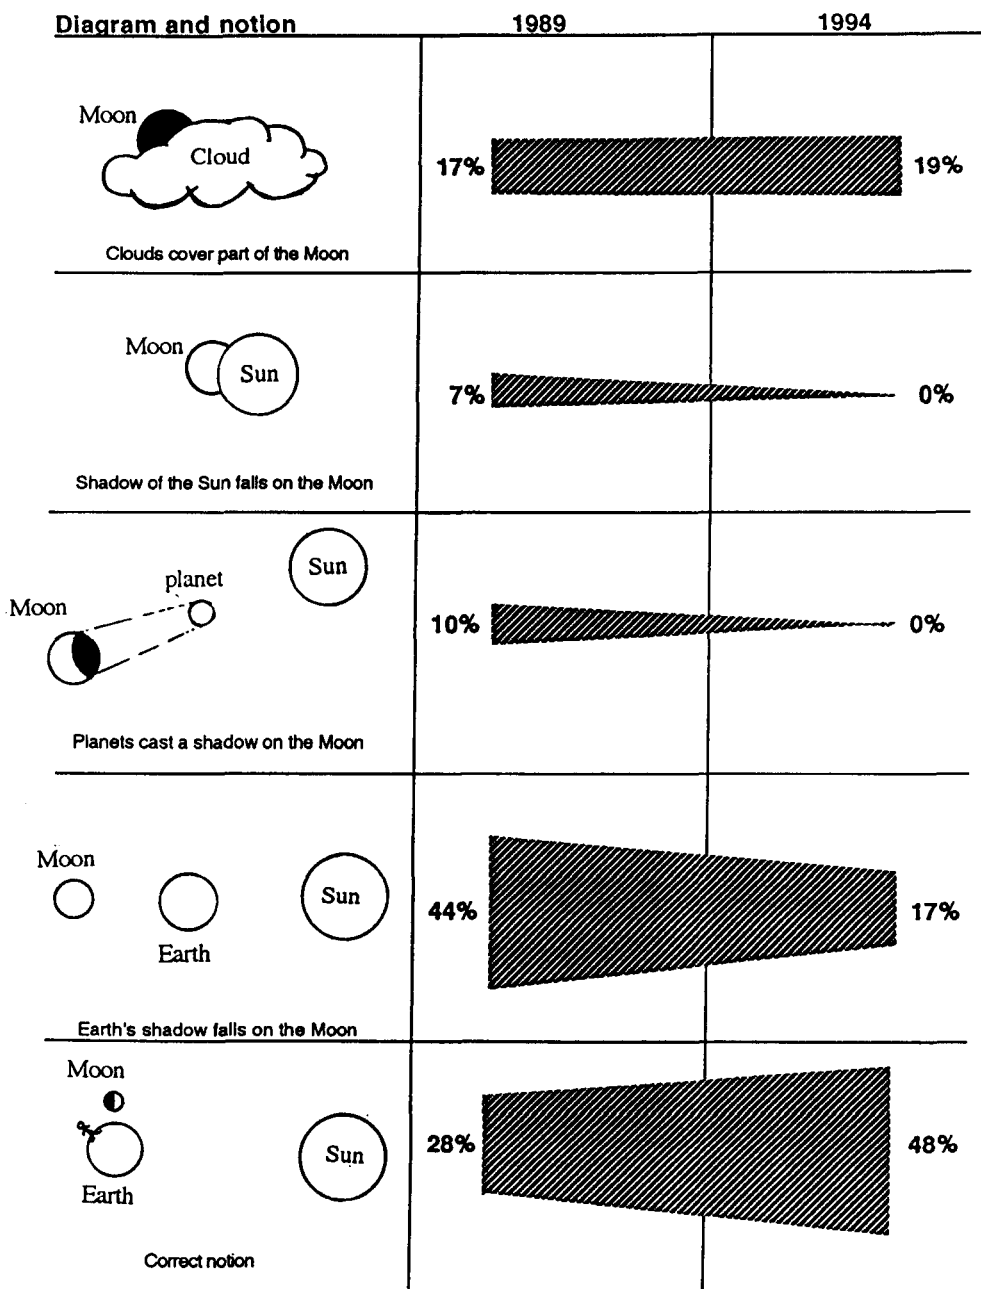 Diagram and notion 1989 1994
Moon
Cloud
17% 19%
Clouds cover part of the Moon
Moon
Sun
7% 0%
Shadow of the Sun falls on the Moon
Sun
planet
Moon
10% 0%
Planets cast a shadow on the Moon
Moon
Sun
44% 17%
Earth
Earth's shadow falls on the Moon
Moon
Sun
28% 48%
Earth
Correct notion